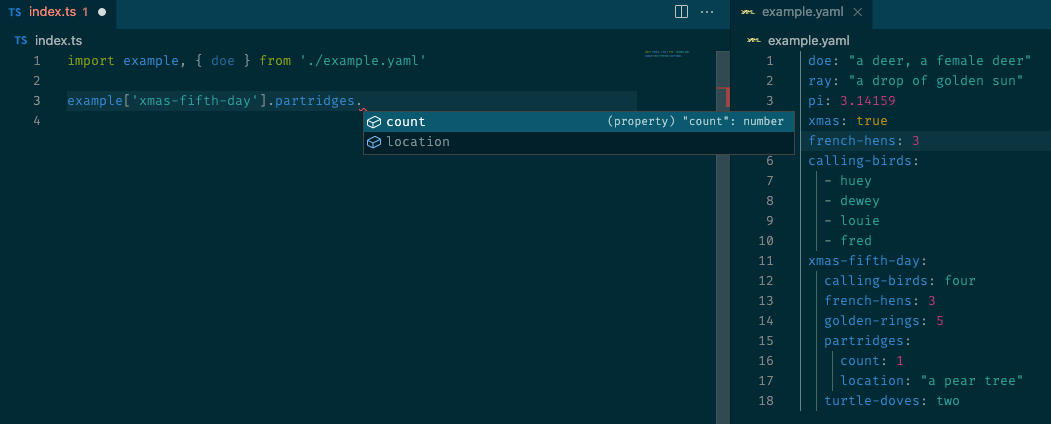 TS index.ts 1
TS index.ts
1 import example, { doe } from './example.yaml'
2
3 example['xmas-fifth-day'].partridges.
4
count (property) "count": number
location
example.yaml
example.yaml
1 doe: "a deer, a female deer"
2 ray: "a drop of golden sun"
3 pi: 3.14159
4 xmas: true
french-hens: 3
6 calling-birds:
7 - huey
8 - dewey
9 - louie
10 - fred
11 xmas-fifth-day:
12 calling-birds: four
13 french-hens: 3
14 golden-rings: 5
15 partridges:
16 count: 1
17 location: "a pear tree"
18 turtle-doves: two